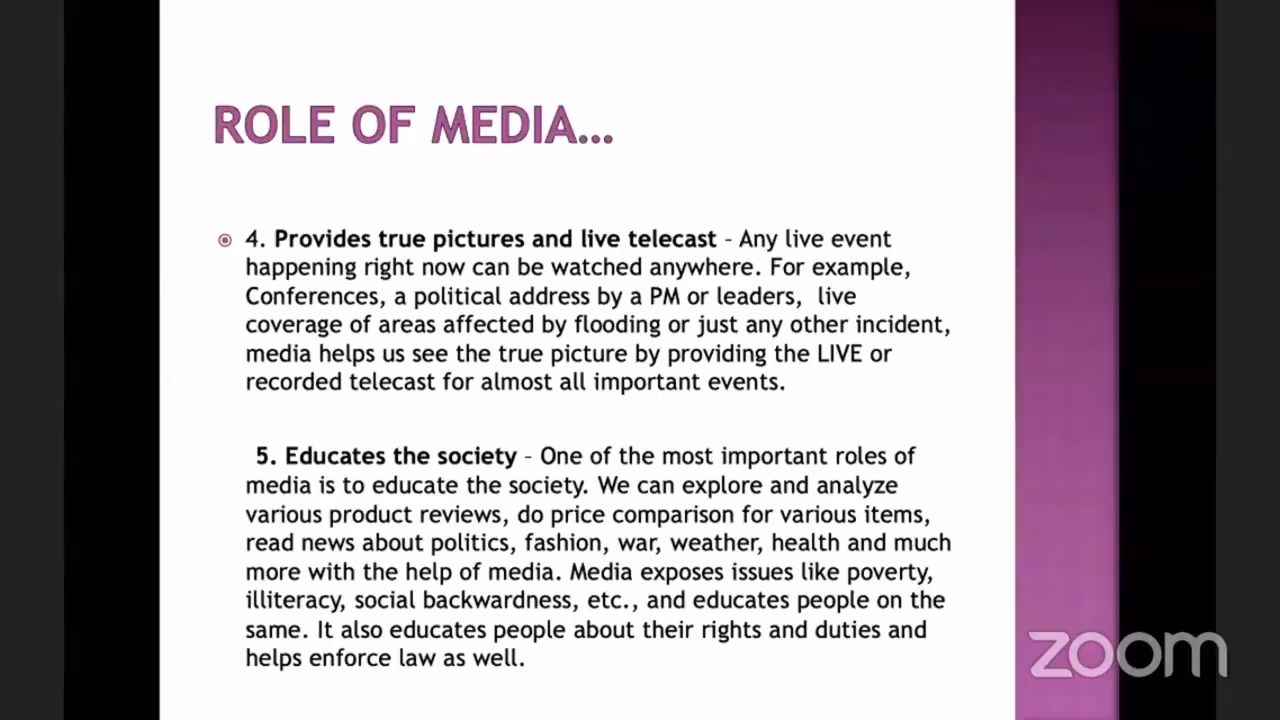 ROLE OF MEDIA...
4. Provides true pictures and live telecast – Any live event
happening right now can be watched anywhere. For example,
Conferences, a political address by a PM or leaders, live
coverage of areas affected by flooding or just any other incident,
media helps us see the true picture by providing the LIVE or
recorded telecast for almost all important events.
5. Educates the society – One of the most important roles of
media is to educate the society. We can explore and analyze
various product reviews, do price comparison for various items,
read news about politics, fashion, war, weather, health and much
more with the help of media. Media exposes issues like poverty,
illiteracy, social backwardness, etc., and educates people on the
same. It also educates people about their rights and duties and
helps enforce law as well.
zoom